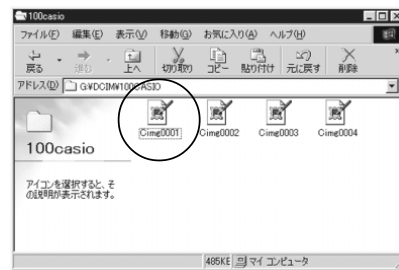 100casio
ファイル(F) 編集(E) 表示(V) 移動(G) お気に入り(A) ヘルプ(H)
戻る 進む 上へ 切り取り コピー 貼り付け 元に戻す 削除
アドレス(D) G:¥DCIM¥100CASIO
Cimg0001 Cimg0002 Cimg0003 Cimg0004
100casio
アイコンを選択すると、そ
の説明が表示されます。
485KB マイ コンピュータ